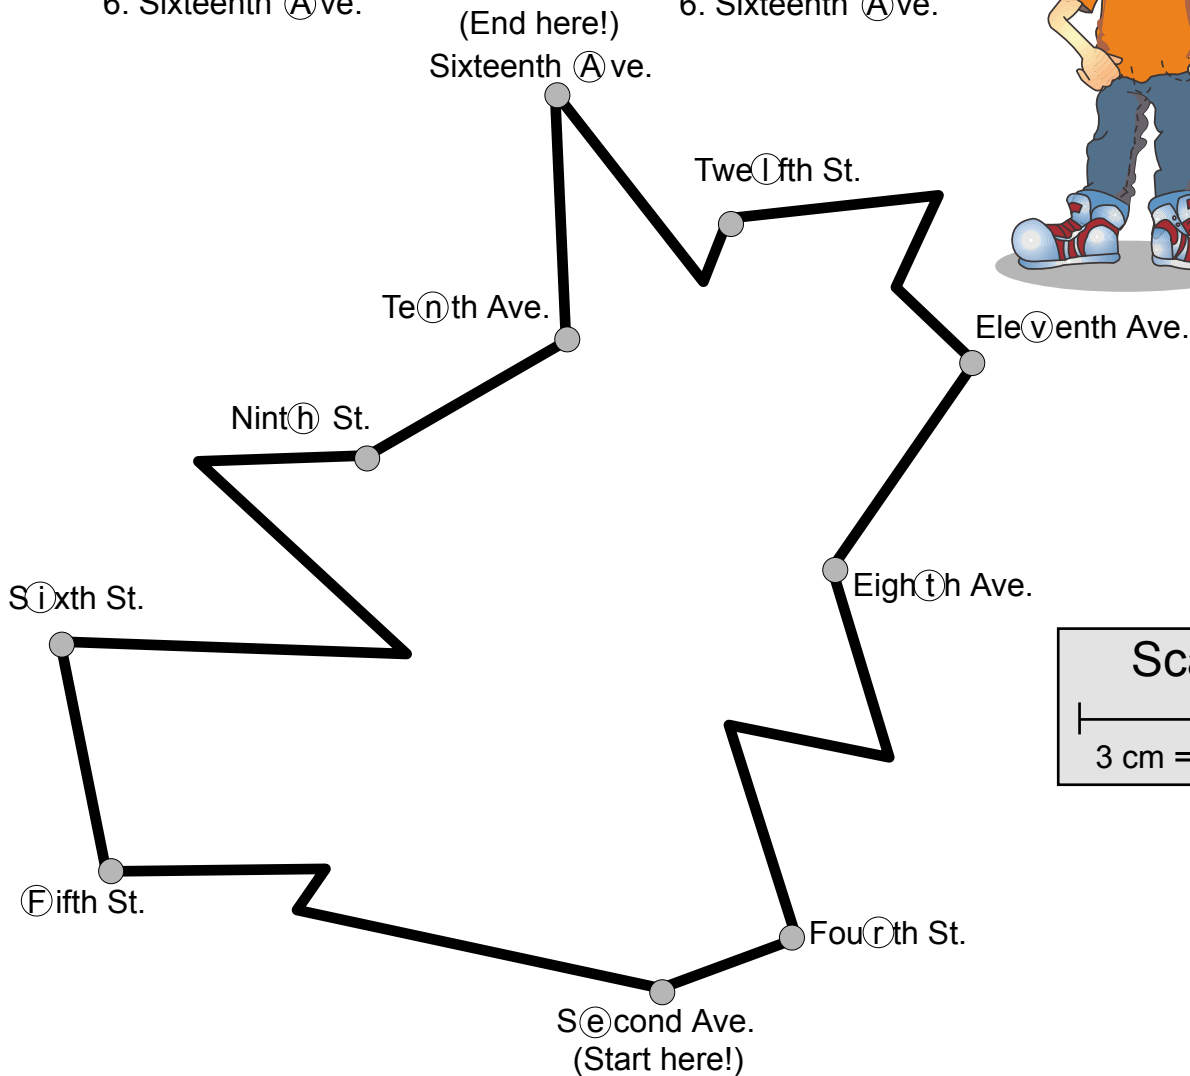 6. Sixteenth Ave.
6. Sixteenth Ave.
(End here!)
Sixteenth Ave.
Twelfth St.
Tenth Ave.
Eleventh Ave.
Ninth St.
Eighth Ave.
Sixth St.
3 cm =
Fifth St.
Fourth St.
Second Ave.
(Start here!)